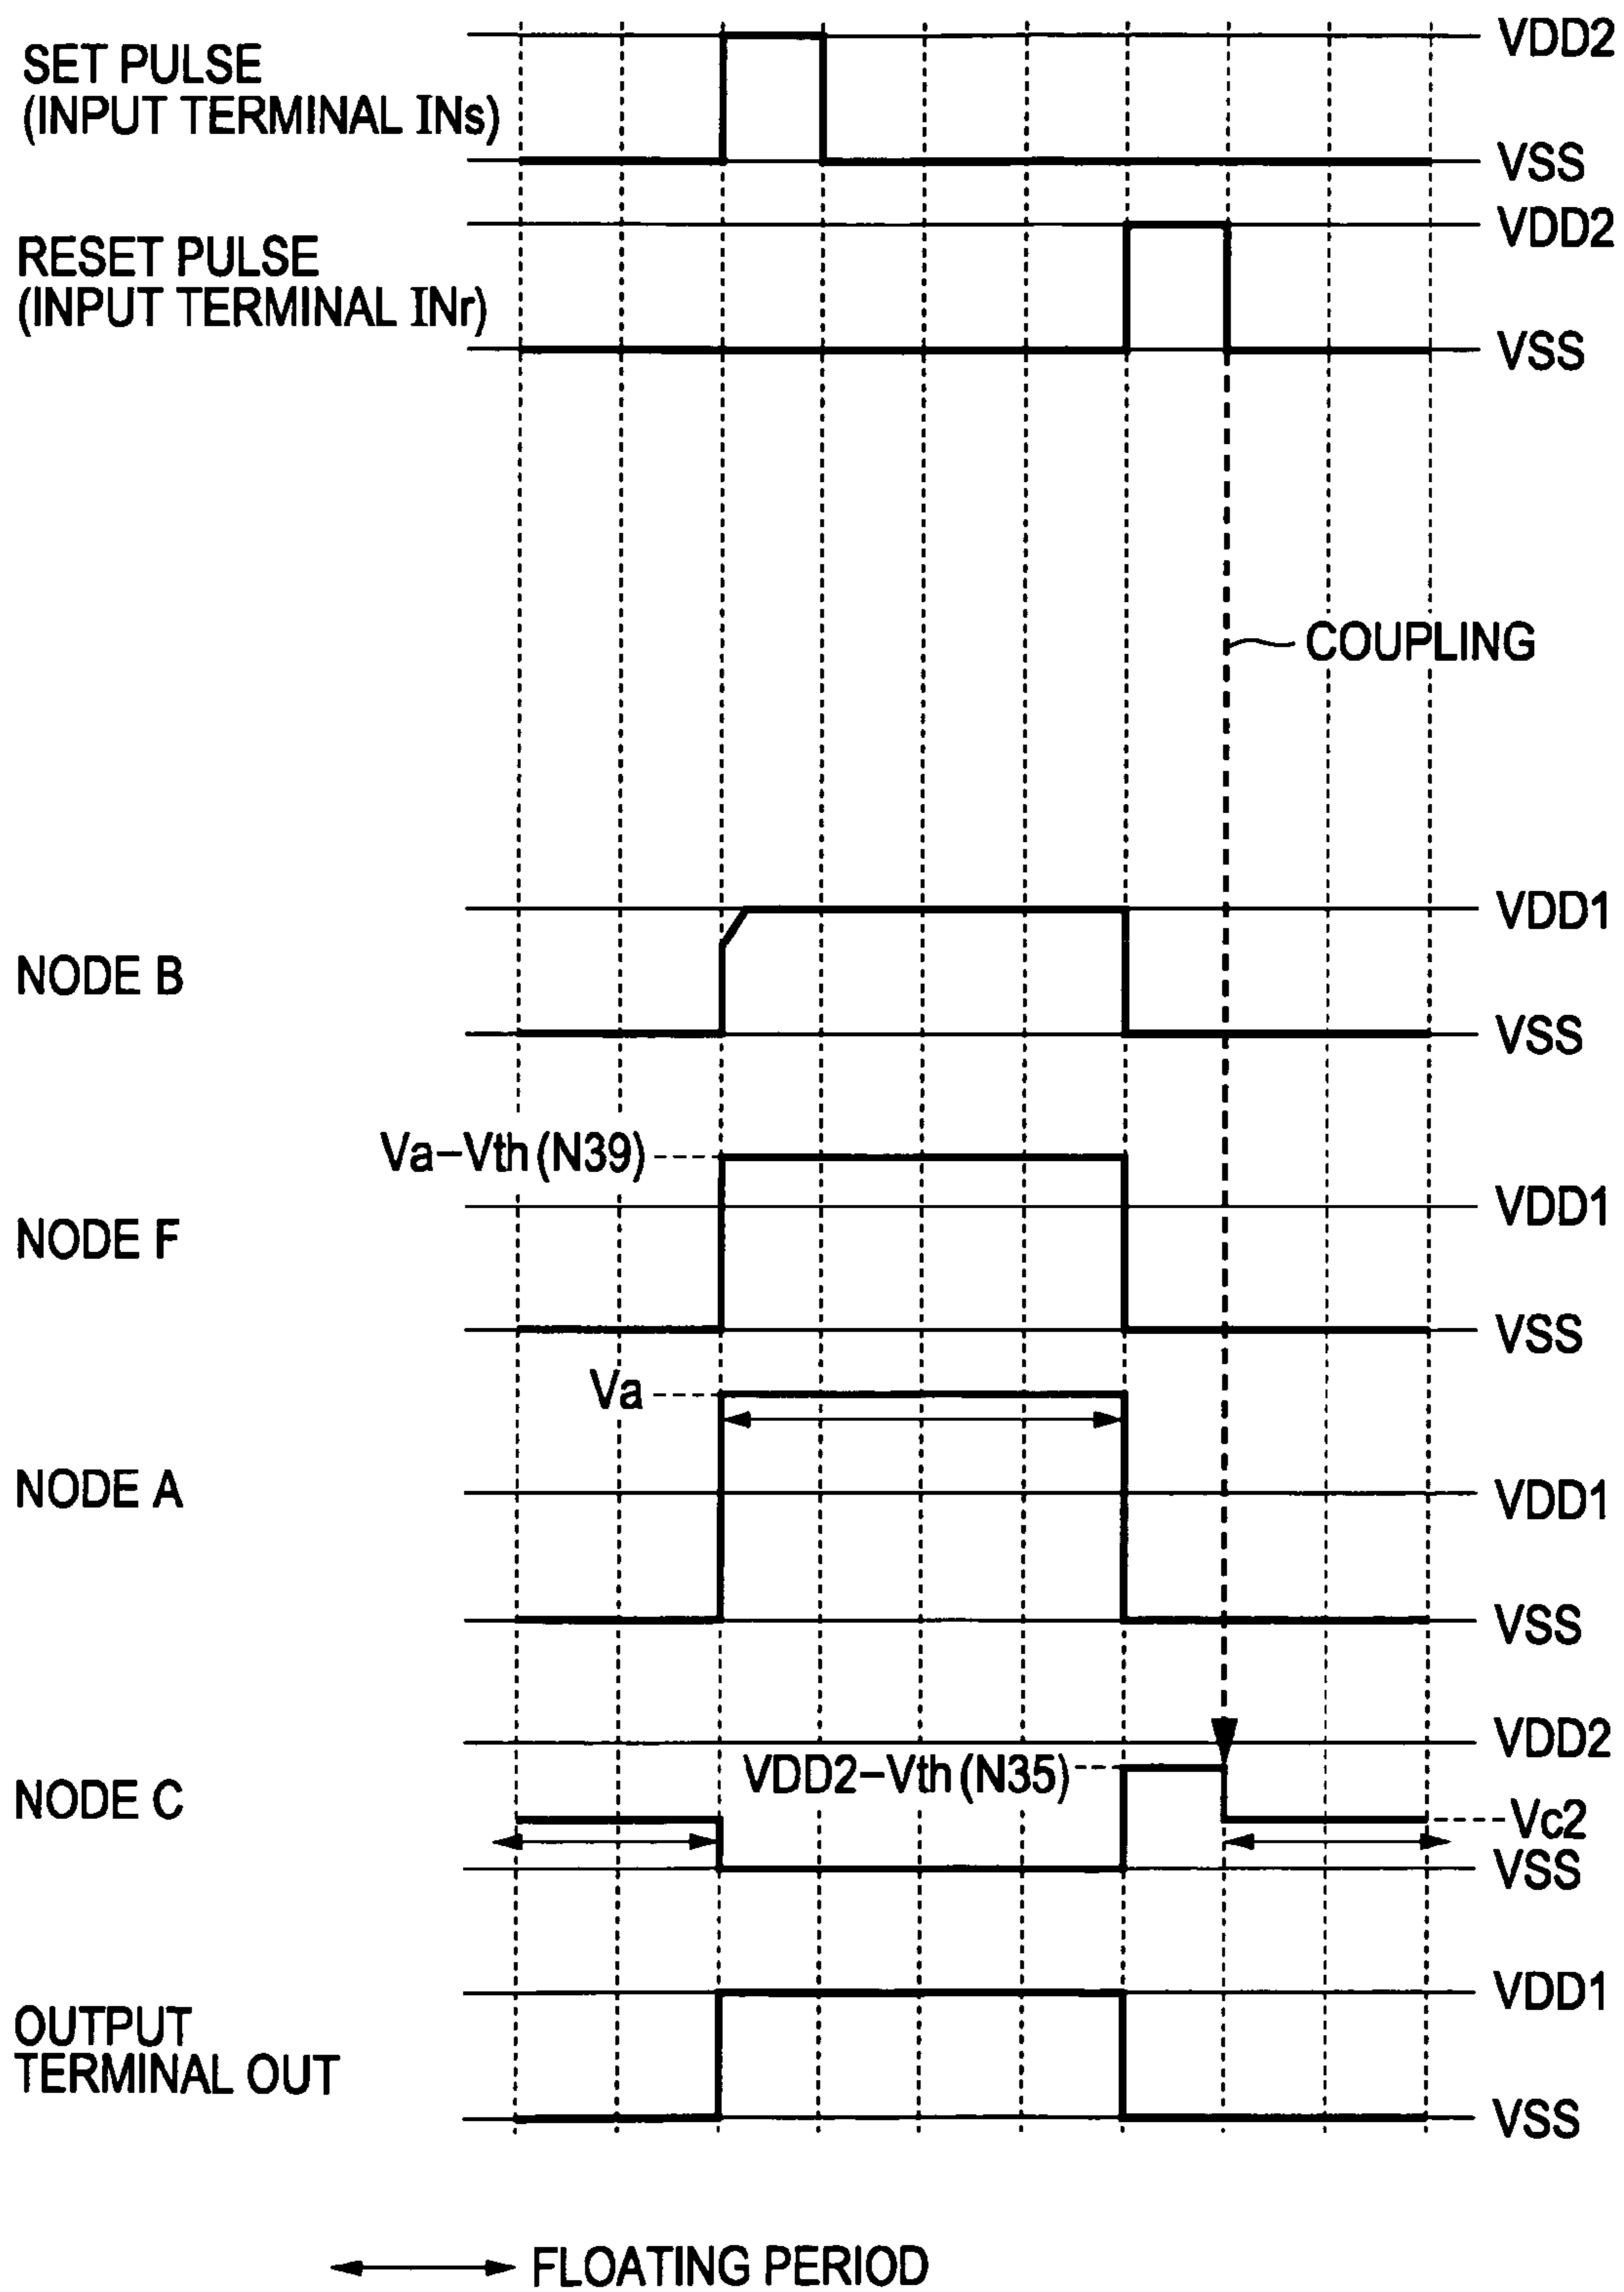 VDD2
SET PULSE
(INPUT TERMINAL INs)
VSS
VDD2
RESET PULSE
(INPUT TERMINAL INr)
VSS
COUPLING
VDD1
NODE B
VSS
Va-Vth(N39)
VDD1
NODE F
VSS
Va
NODE A
VDD1
VSS
VDD2
VDD2-Vth(N35)
NODE C
Vc2
VSS
VDD1
OUTPUT
TERMINAL OUT
VSS
FLOATING PERIOD